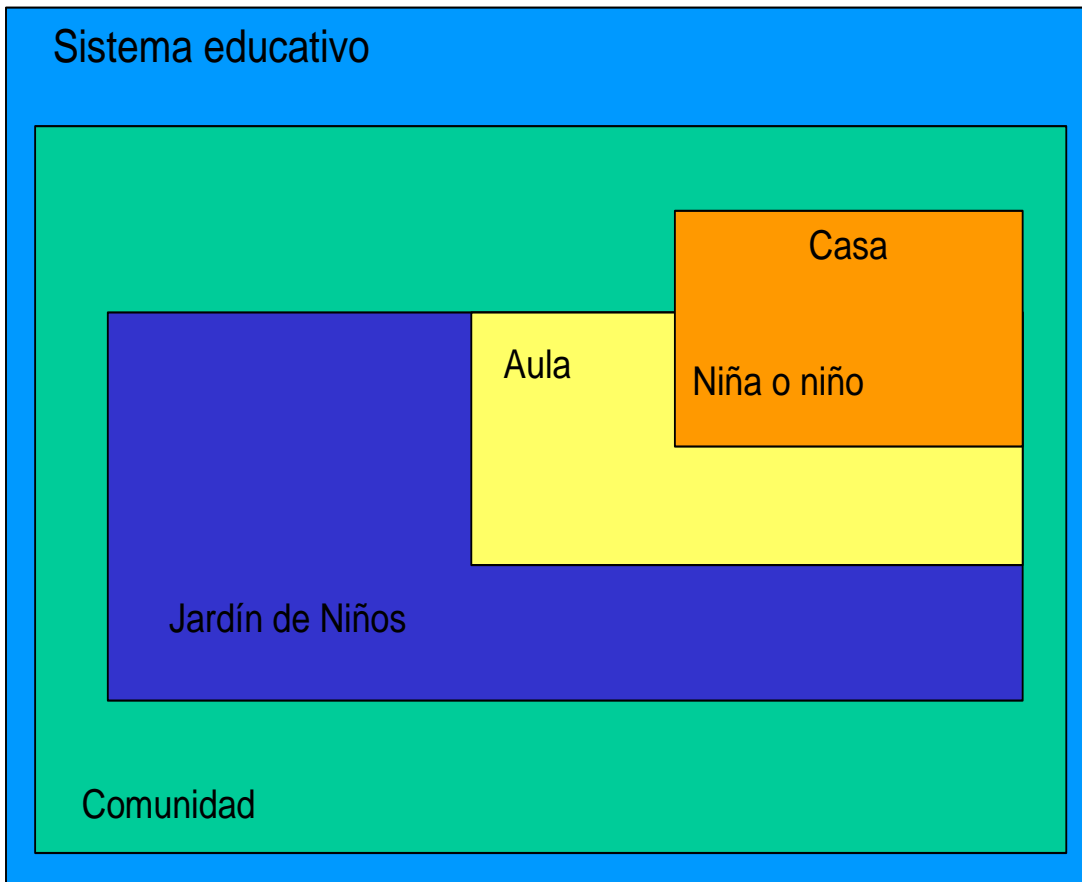 Sistema educativo
Casa
Aula
Niña o niño
Jardín de Niños
Comunidad